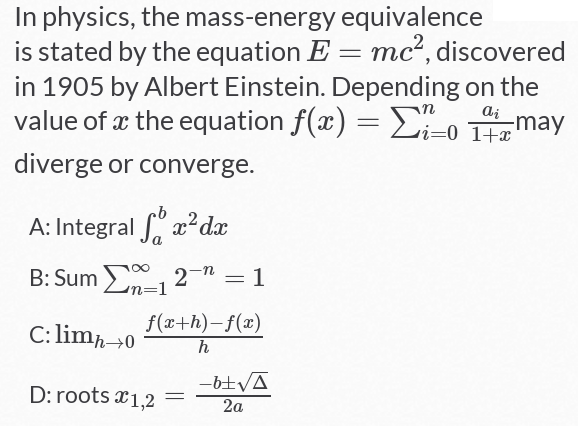 In physics, the mass-energy equivalence
is stated by the equation $E = mc^2$, discovered
in 1905 by Albert Einstein. Depending on the
value of $x$ the equation $f(x) = \sum_{i=0}^{n} \frac{a_i}{1+x}$ may
diverge or converge.
A: Integral $\int_a^b x^2 dx$
B: Sum $\sum_{n=1}^{\infty} 2^{-n} = 1$
C: $\lim_{h \to 0} \frac{f(x+h)-f(x)}{h}$
D: roots $x_{1,2} = \frac{-b \pm \sqrt{\Delta}}{2a}$